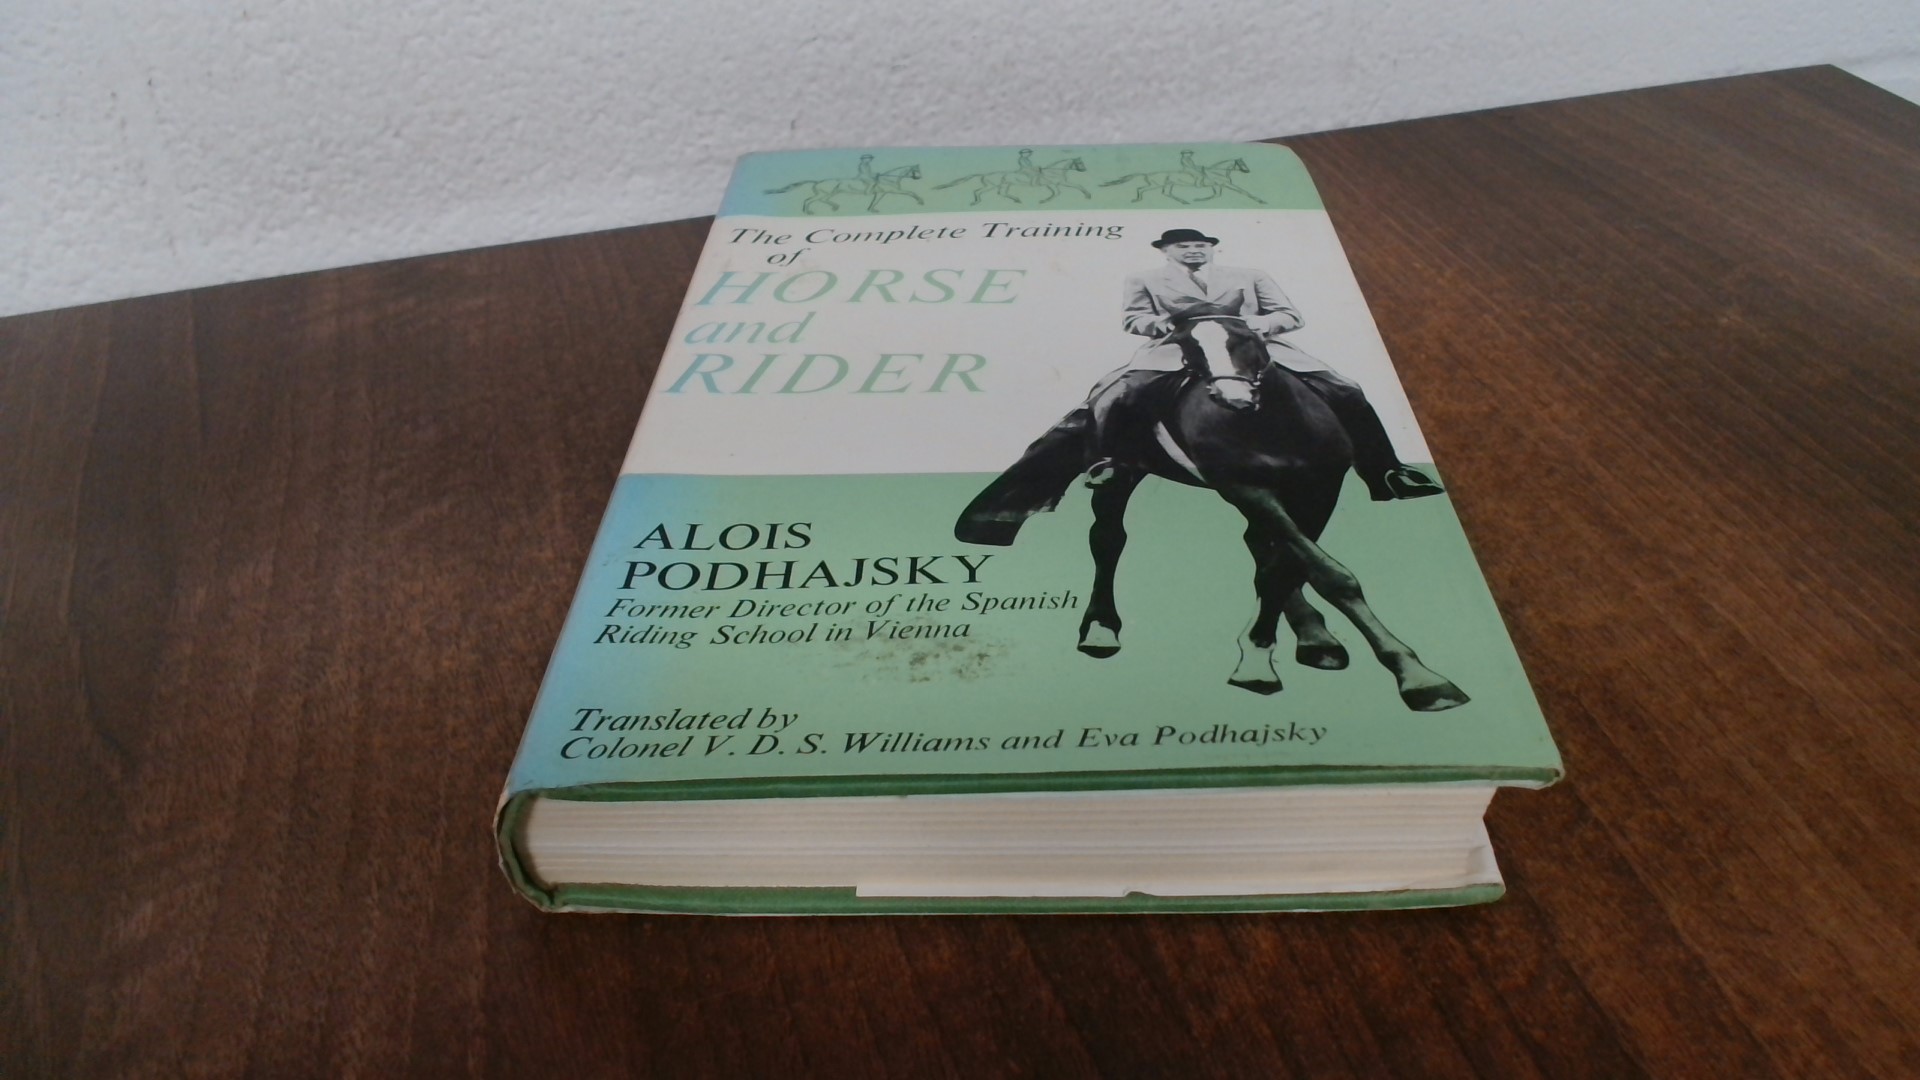 The Complete Training
of
HORSE
and
RIDER
ALOIS
PODHAJSKY
Former Director of the Spanish
Riding School in Vienna
Translated by
Colonel V. D. S. Williams and Eva Podhajsky